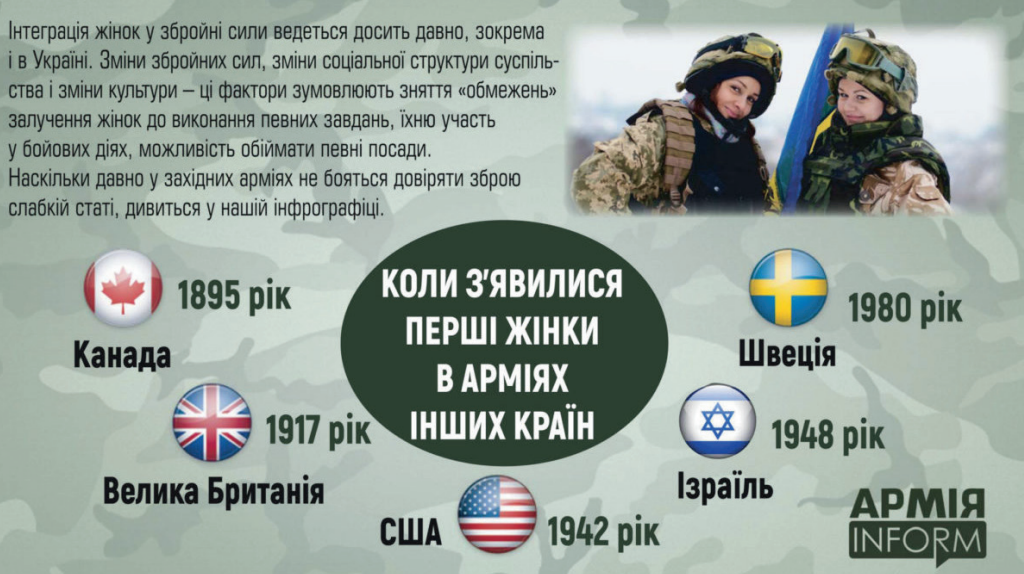 Інтеграція жінок у збройні сили ведеться досить давно, зокрема
і в Україні. Зміни збройних сил, зміни соціальної структури суспіль-
ства і зміни культури – ці фактори зумовлюють зняття «обмежень»
залучення жінок до виконання певних завдань, їхню участь
у бойових діях, можливість обіймати певні посади.
Наскільки давно у західних арміях не бояться довіряти зброю
слабкій статі, дивиться у нашій інфрографіці.
КОЛИ З'ЯВИЛИСЯ
ПЕРШІ ЖІНКИ
В АРМІЯХ
ІНШИХ КРАЇН
1895 рік
Канада
1917 рік
Велика Британія
США
1942 рік
1980 рік
Швеція
1948 рік
Ізраїль
АРМІЯ
INFORM